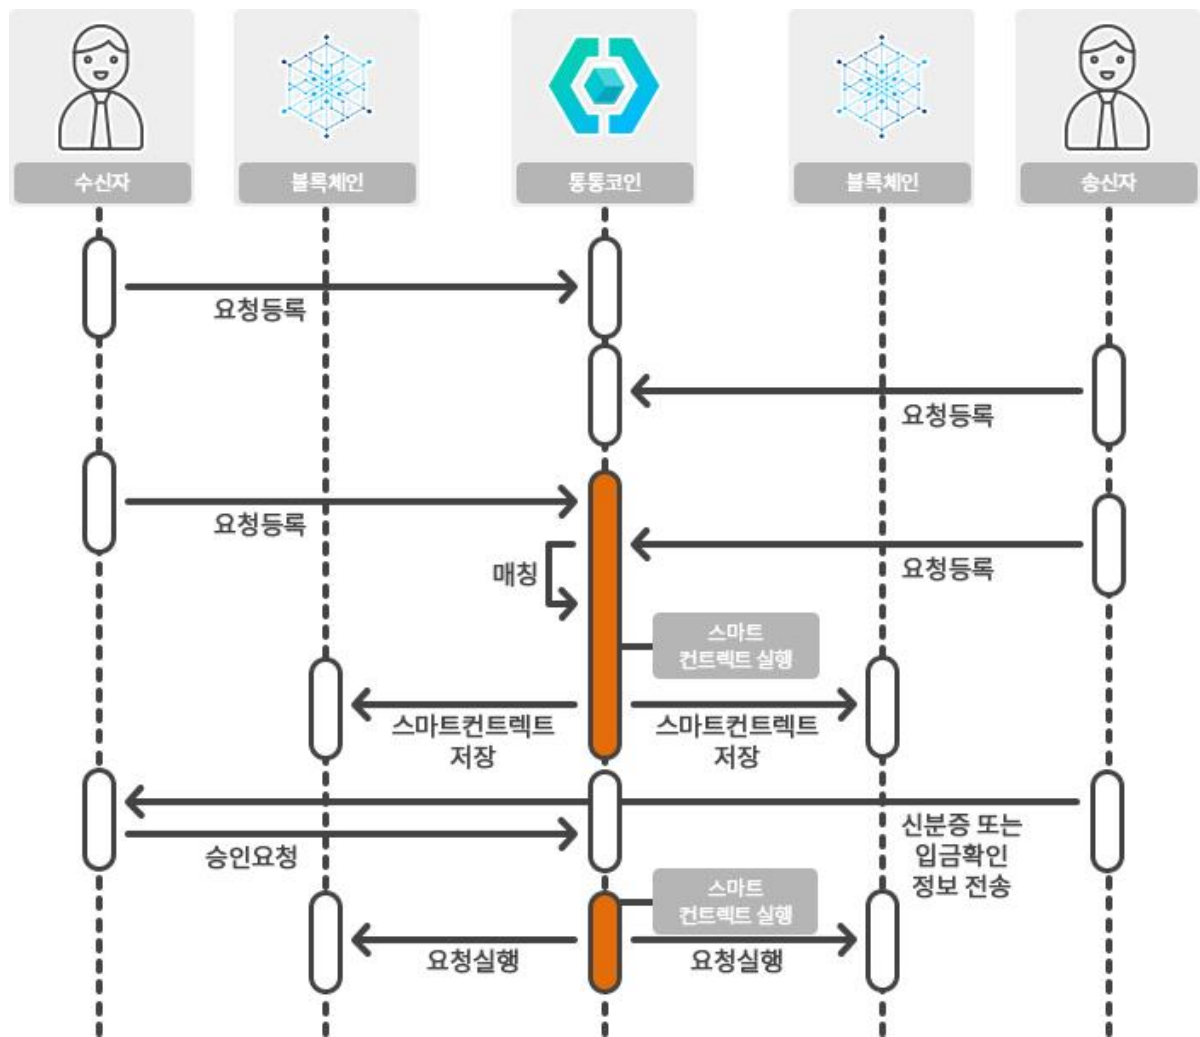 수신자
블록체인
통통코인
블록체인
송신자
요청등록
요청등록
요청등록
요청등록
매칭
스마트
컨트렉트 실행
스마트컨트렉트
저장
스마트컨트렉트
저장
승인요청
신분증 또는
입금확인
정보 전송
스마트
컨트렉트 실행
요청실행
요청실행